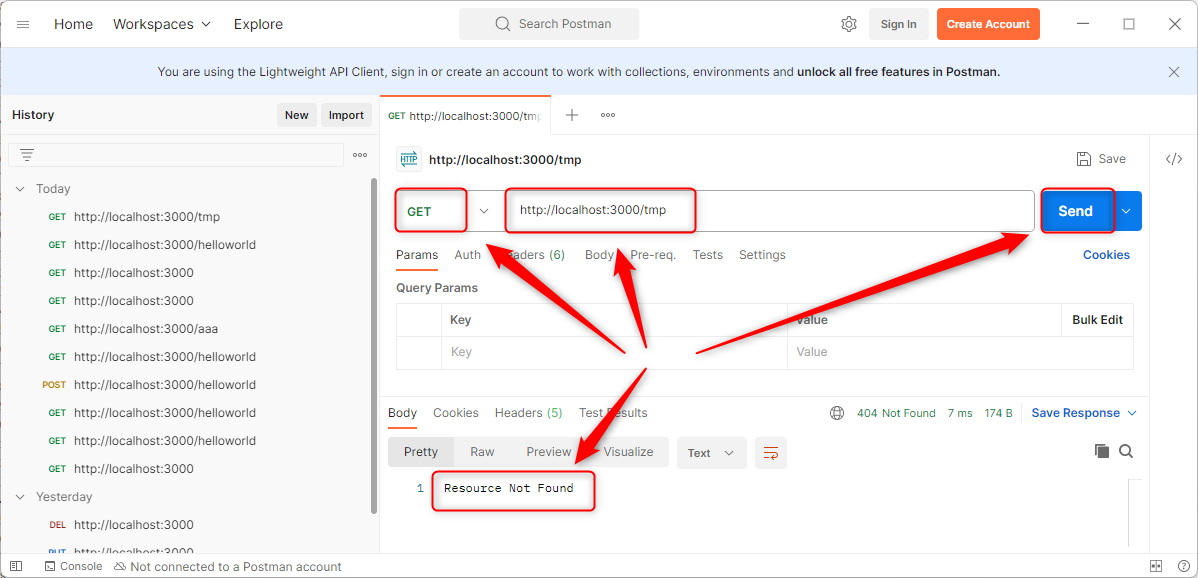 Home Workspaces Explore Search Postman Sign In Create Account
You are using the Lightweight API Client, sign in or create an account to work with collections, environments and unlock all free features in Postman.
History New Import
GET http://localhost:3000/tmp
HTTP http://localhost:3000/tmp Save
Today
GET http://localhost:3000/tmp
GET http://localhost:3000/helloworld
GET http://localhost:3000
GET http://localhost:3000
GET http://localhost:3000/aaa
GET http://localhost:3000/helloworld
POST http://localhost:3000/helloworld
GET http://localhost:3000/helloworld
GET http://localhost:3000/helloworld
GET http://localhost:3000
Yesterday
DEL http://localhost:3000
PUT http://localhost:3000
GET http://localhost:3000/tmp Send
Params Auth Headers (6) Body Pre-req. Tests Settings Cookies
Query Params
Key Value Bulk Edit
Key Value
Body Cookies Headers (5) Test Results 404 Not Found 7 ms 174 B Save Response
Pretty Raw Preview Visualize Text
1 Resource Not Found
Console Not connected to a Postman account